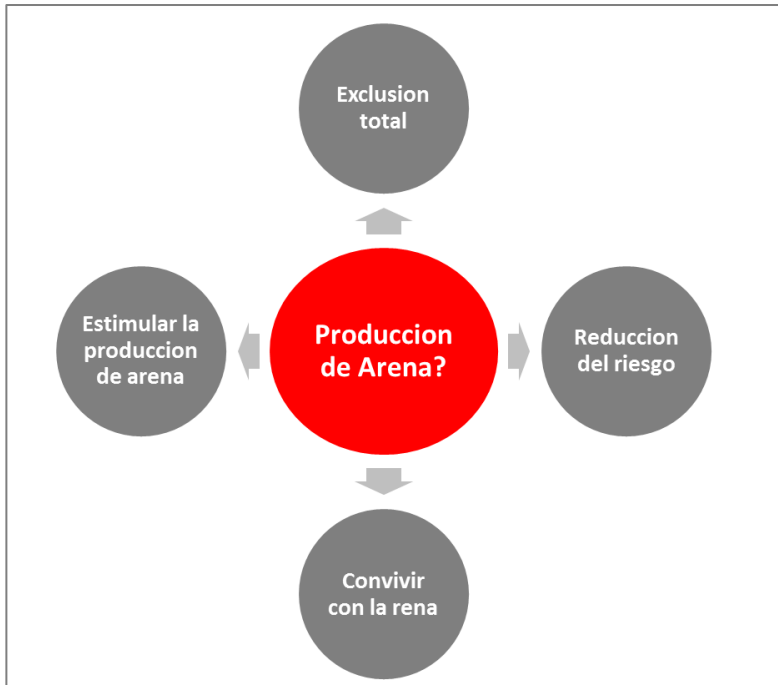 Exclusion
total
Estimular la
produccion
de arena
Produccion
de Arena?
Reduccion
del riesgo
Convivir
con la rena